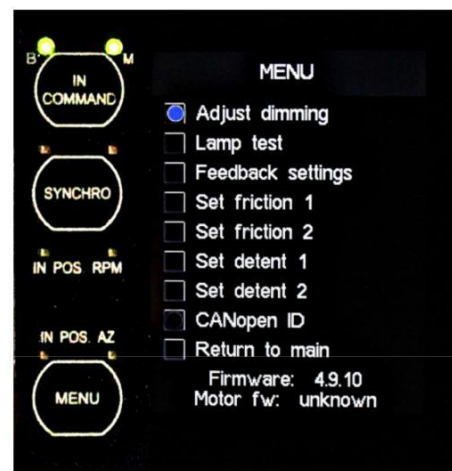 B
M
IN
COMMAND
SYNCHRO
IN POS. RPM
IN POS. AZ
MENU
MENU
Adjust dimming
Lamp test
Feedback settings
Set friction 1
Set friction 2
Set detent 1
Set detent 2
CANopen ID
Return to main
Firmware: 4.9.10
Motor fw: unknown